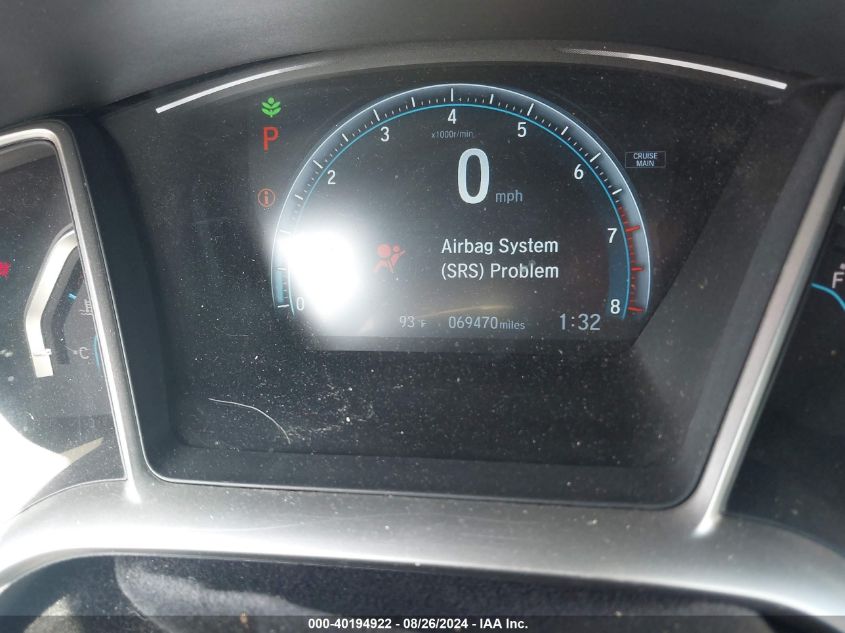 P
0 1 2 3 4 5 6 7 8
x1000r/min
CRUISE
MAIN
0 mph
Airbag System
(SRS) Problem
93°F 069470 miles 1:32
C
F
000-40194922 - 08/26/2024 - IAA Inc.